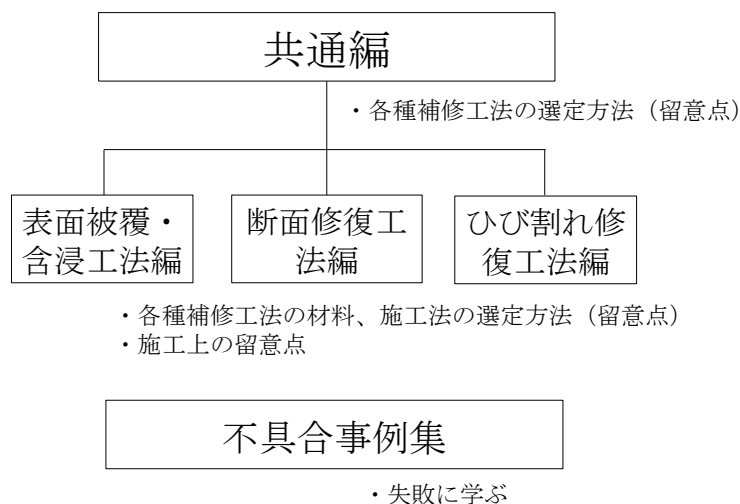 共通編
・各種補修工法の選定方法（留意点）
表面被覆・
含浸工法編
断面修復工
法編
ひび割れ修
復工法編
・各種補修工法の材料、施工法の選定方法（留意点）
・施工上の留意点
不具合事例集
・失敗に学ぶ